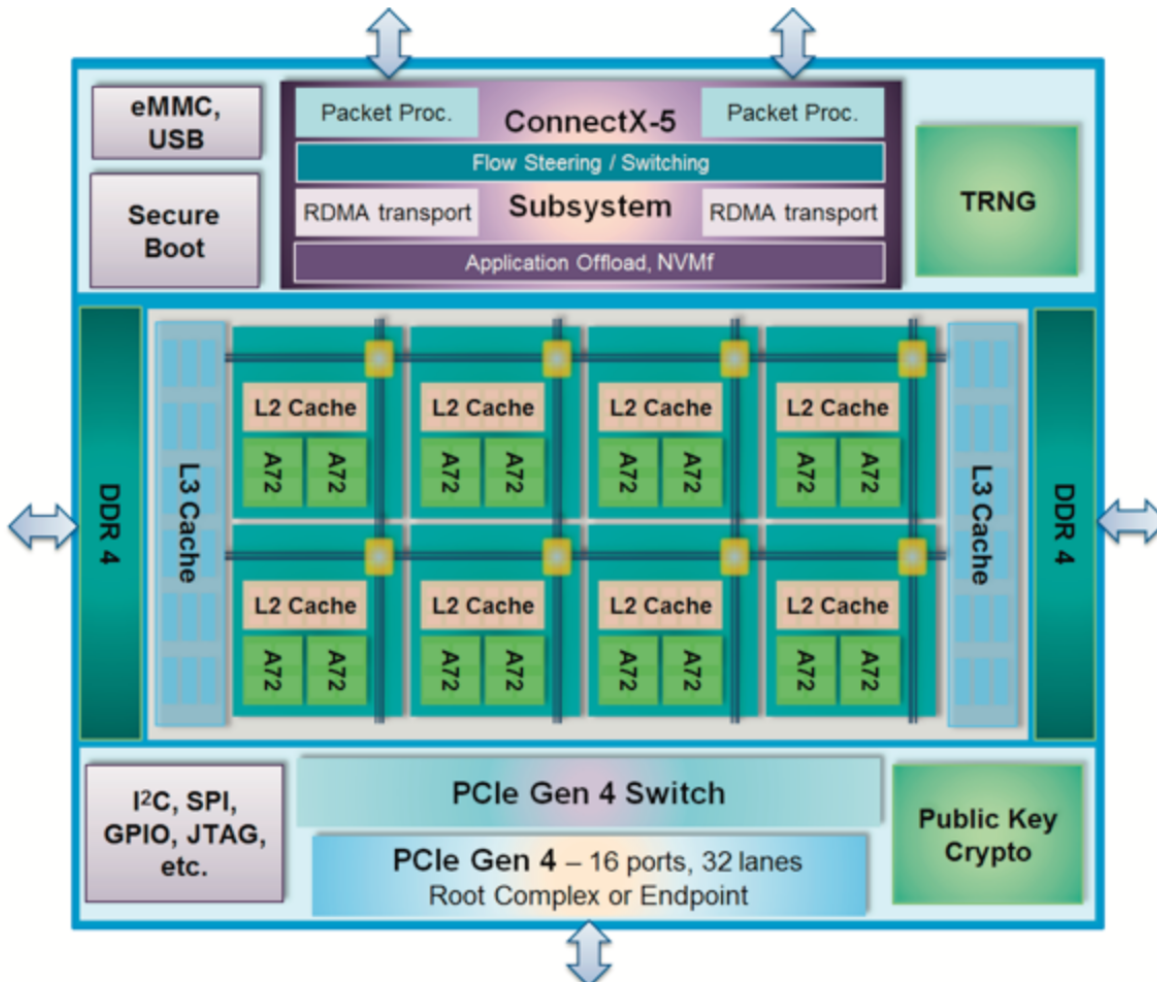 eMMC,
USB
Packet Proc.
ConnectX-5
Packet Proc.
Flow Steering / Switching
Secure
Boot
RDMA transport
Subsystem
RDMA transport
TRNG
Application Offload, NVMf
DDR 4
L3 Cache
L2 Cache
A72
A72
L2 Cache
A72
A72
L2 Cache
A72
A72
L2 Cache
A72
A72
L2 Cache
A72
A72
L2 Cache
A72
A72
L2 Cache
A72
A72
L2 Cache
A72
A72
L3 Cache
DDR 4
I²C, SPI,
GPIO, JTAG,
etc.
PCIe Gen 4 Switch
PCIe Gen 4 – 16 ports, 32 lanes
Root Complex or Endpoint
Public Key
Crypto